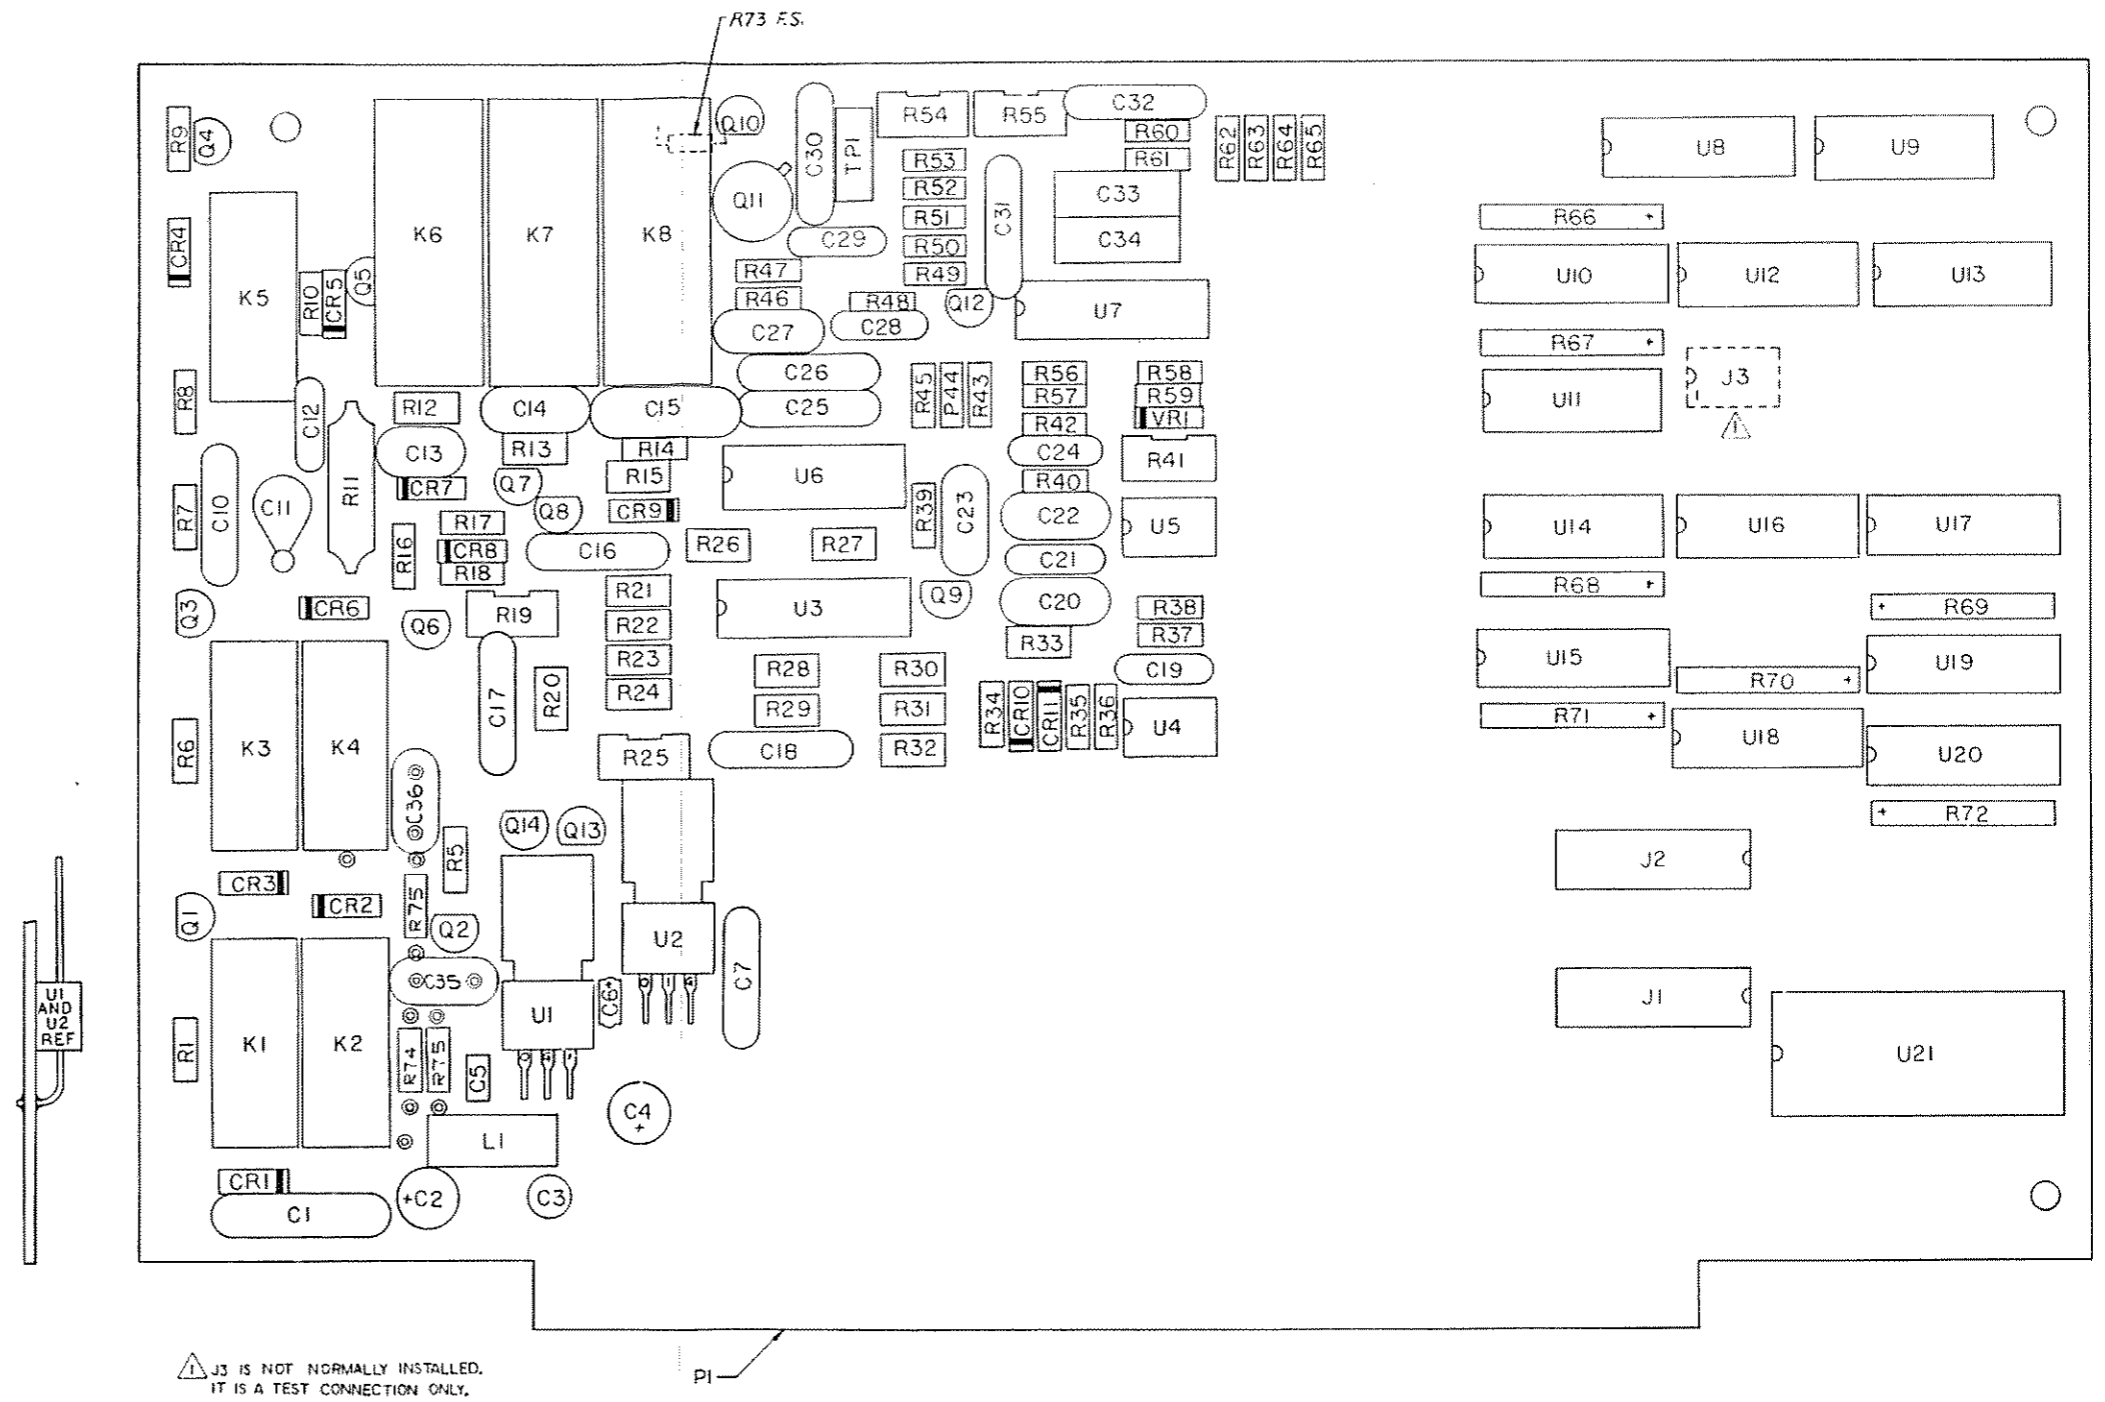 R73 F.S.
R9
Q4
K6
K7
K8
Q10
C30
TP1
R54
R55
C32
R60
R61
R62
R63
R64
R65
U8
U9
CR4
K5
R10
CR5
Q5
Q11
C29
R53
R52
R51
R50
R49
C31
C33
C34
R66 +
U10
U12
U13
R47
R46
R48
Q12
U7
C27
C28
R67 +
J3
1
U11
R8
C12
R11
R12
C14
C15
C26
C25
R45
P44
R43
R56
R57
R42
R58
R59
VR1
C13
R13
R14
R15
C24
R41
R7
C10
C11
CR7
Q7
Q8
CR9
U6
R39
C23
R40
C22
U5
U14
U16
U17
R16
R17
CR8
R18
C16
R26
R27
C21
Q3
CR6
Q6
R19
R21
R22
R23
R24
U3
Q9
C20
R33
R38
R37
C19
R68 +
+ R69
U15
R70 +
U19
R71 +
U18
U20
+ R72
R6
K3
K4
C36
C17
R20
R25
R28
R29
C18
R30
R31
R32
R34
CR10
CR11
R35
R36
U4
Q14
Q13
R5
CR3
CR2
R75
Q2
Q1
C35
U2
C7
C6+
U1
J2
J1
U21
U1
AND
U2
REF
R1
K1
K2
R74
R75
C5
C4
+
L1
CR1
C1
+C2
C3
1 J3 IS NOT NORMALLY INSTALLED.
IT IS A TEST CONNECTION ONLY.
P1